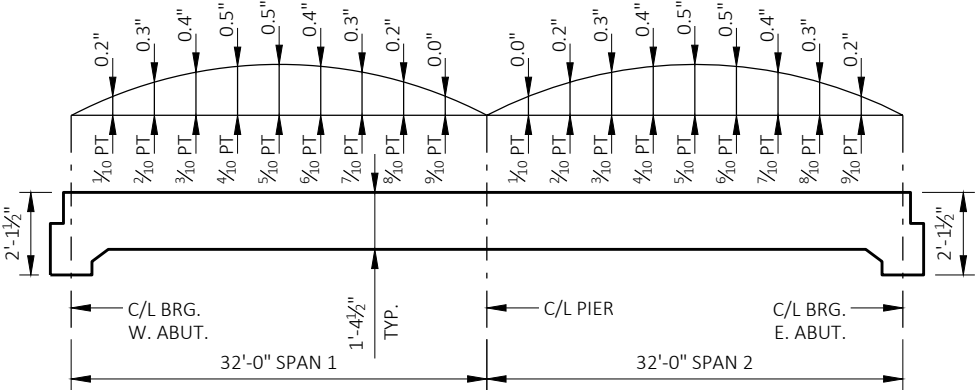 0.2" 0.3" 0.4" 0.5" 0.5" 0.4" 0.3" 0.2" 0.0" 0.0" 0.2" 0.3" 0.4" 0.5" 0.5" 0.4" 0.3" 0.2"
1/10 PT 2/10 PT 3/10 PT 4/10 PT 5/10 PT 6/10 PT 7/10 PT 8/10 PT 9/10 PT 1/10 PT 2/10 PT 3/10 PT 4/10 PT 5/10 PT 6/10 PT 7/10 PT 8/10 PT 9/10 PT
2'-1½"
2'-1½"
C/L BRG.
W. ABUT.
1'-4½"
TYP.
C/L PIER
C/L BRG.
E. ABUT.
32'-0" SPAN 1
32'-0" SPAN 2